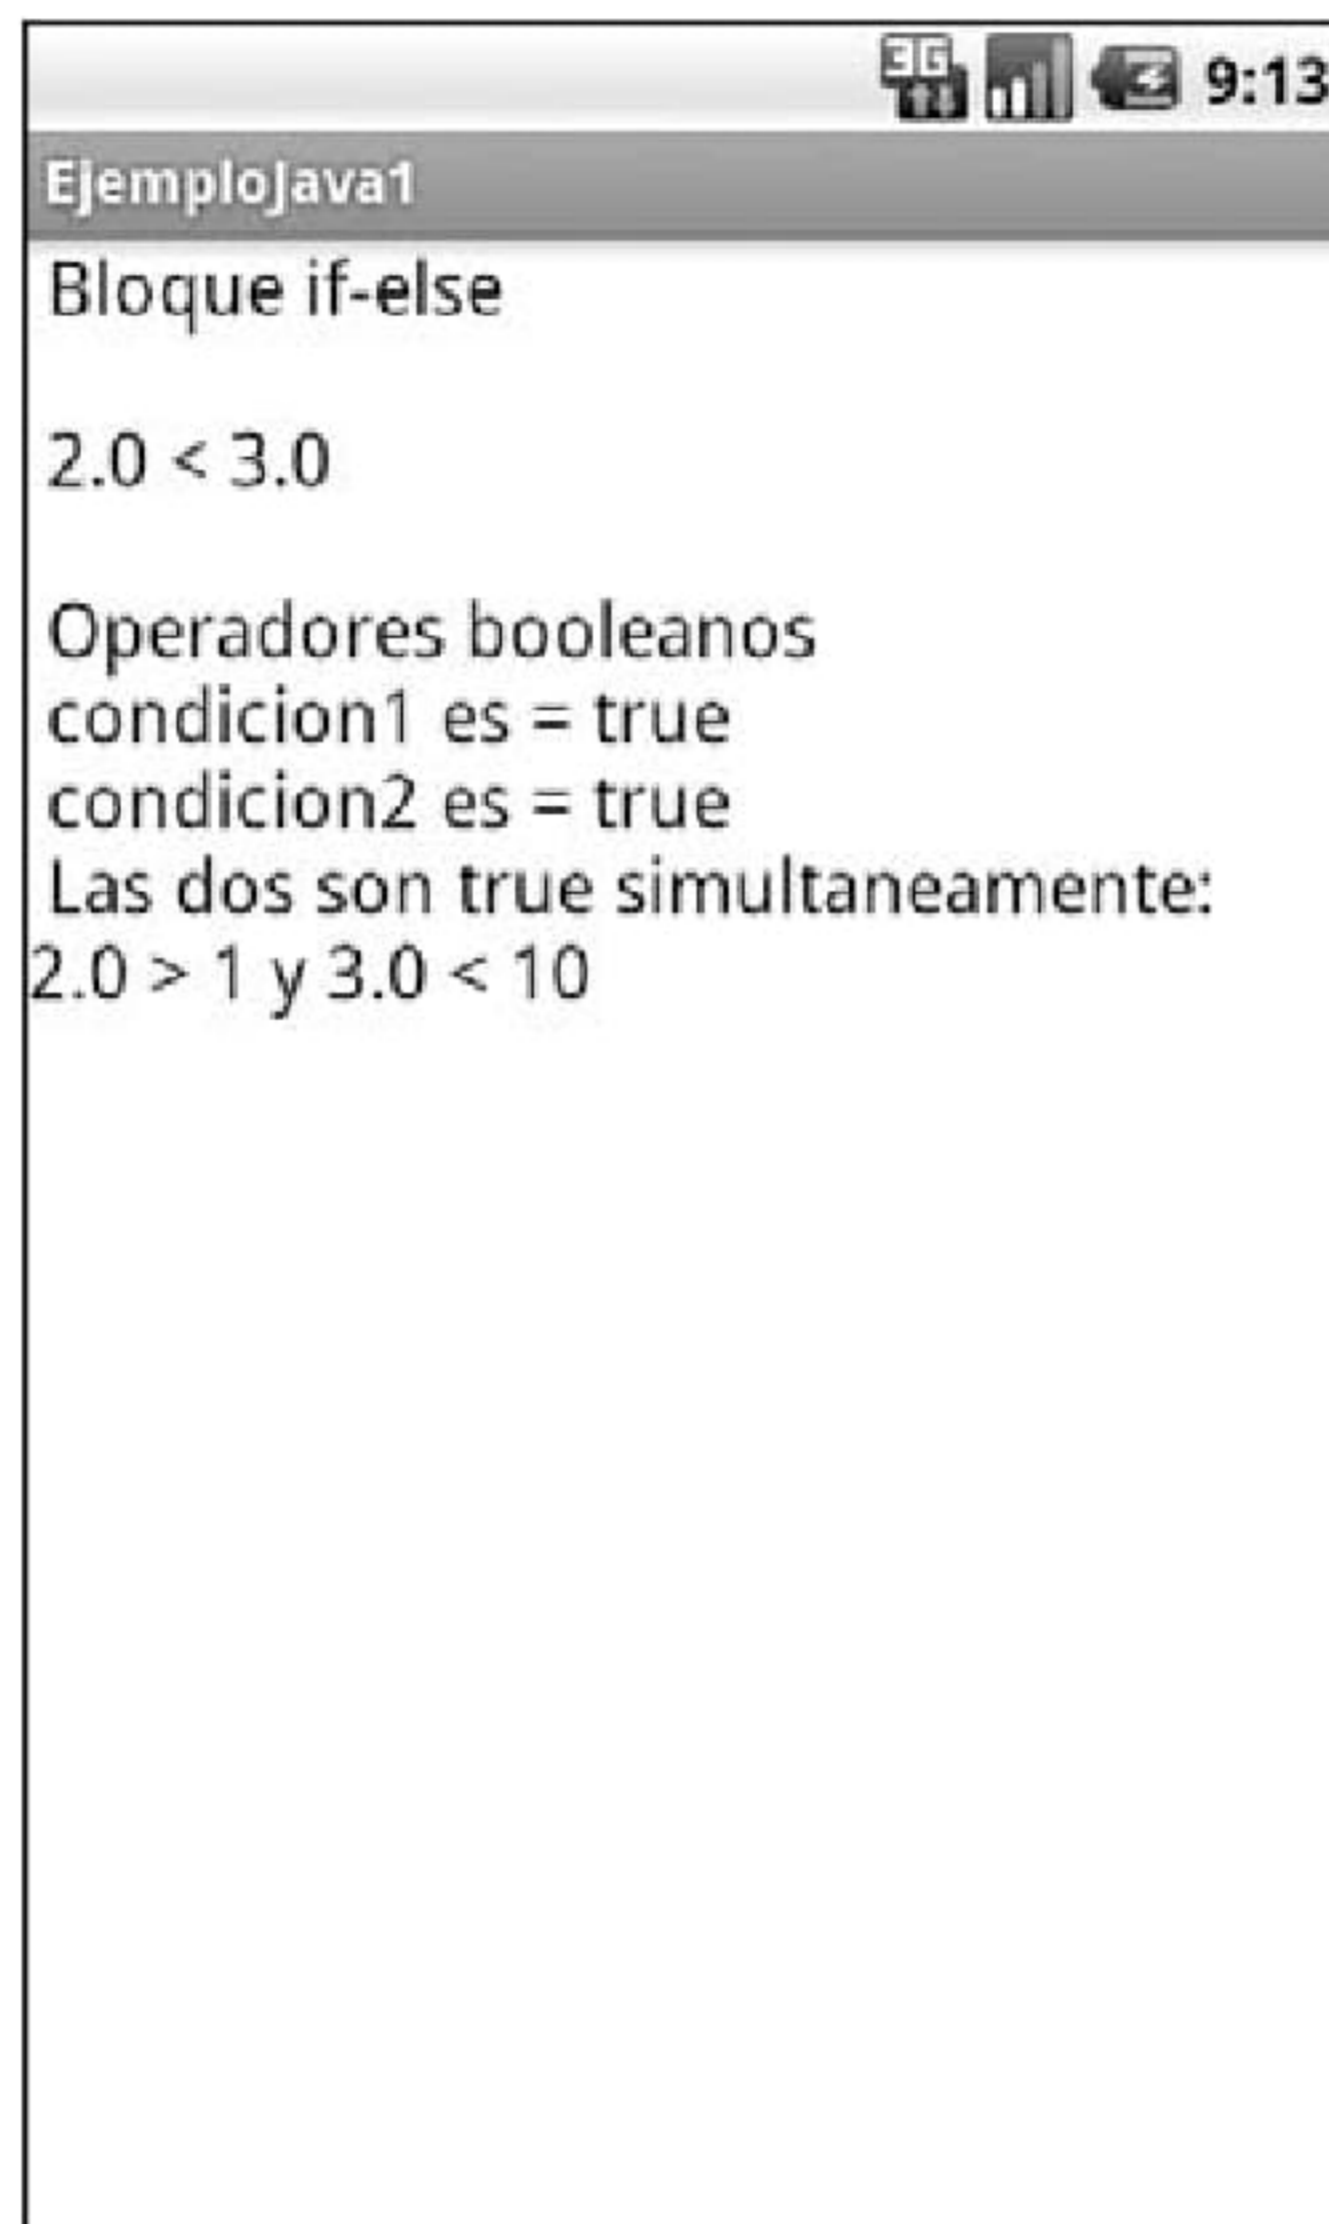 3G 9:13
EjemploJava1
Bloque if-else
2.0 < 3.0
Operadores booleanos
condicion1 es = true
condicion2 es = true
Las dos son true simultaneamente:
2.0 > 1 y 3.0 < 10